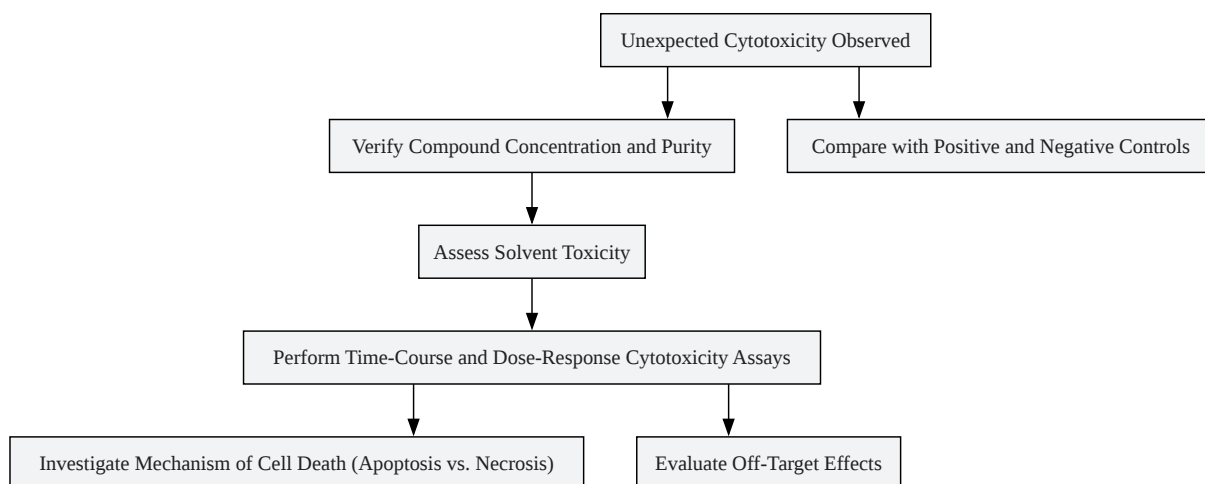 Unexpected Cytotoxicity Observed
Verify Compound Concentration and Purity
Compare with Positive and Negative Controls
Assess Solvent Toxicity
Perform Time-Course and Dose-Response Cytotoxicity Assays
Investigate Mechanism of Cell Death (Apoptosis vs. Necrosis)
Evaluate Off-Target Effects